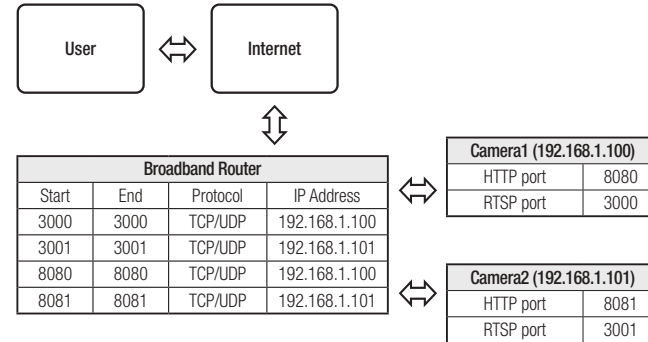 User
Internet
Broadband Router
Start End Protocol IP Address
3000 3000 TCP/UDP 192.168.1.100
3001 3001 TCP/UDP 192.168.1.101
8080 8080 TCP/UDP 192.168.1.100
8081 8081 TCP/UDP 192.168.1.101
Camera1 (192.168.1.100)
HTTP port 8080
RTSP port 3000
Camera2 (192.168.1.101)
HTTP port 8081
RTSP port 3001